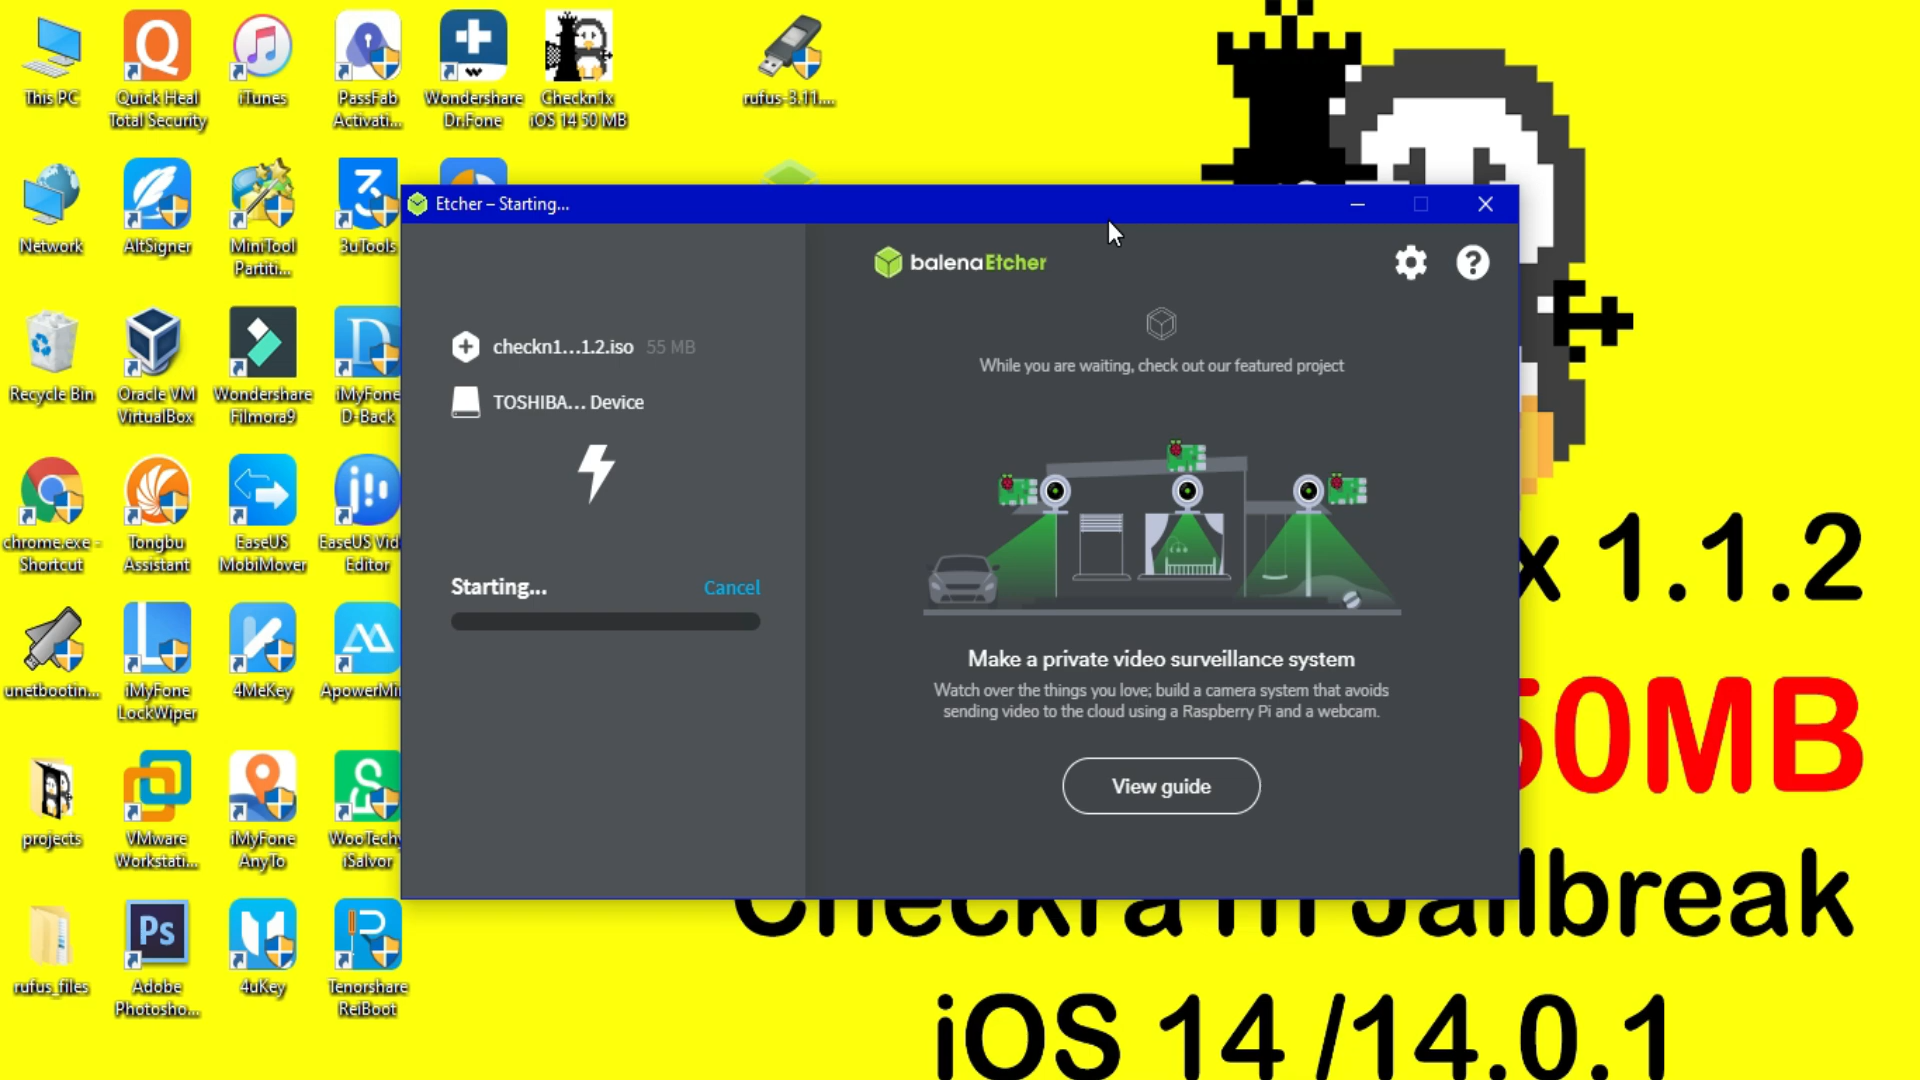 This PC
Quick Heal
Total Security
iTunes
PassFab
Activati...
Wondershare
Dr.Fone
Checkn1x
iOS 14 50 MB
rufus-3.11....
Network
AltSigner
MiniTool
Partiti...
3uTools
Recycle Bin
Oracle VM
VirtualBox
Wondershare
Filmora9
iMyFone
D-Back
chrome.exe -
Shortcut
Tongbu
Assistant
EaseUS
MobiMover
EaseUS Vid
Editor
unetbootin...
iMyFone
LockWiper
4MeKey
ApowerMi
projects
VMware
Workstati...
iMyFone
AnyTo
WooTechy
iSalvor
rufus_files
Ps
Adobe
Photosho...
4uKey
Tenorshare
ReiBoot
Etcher – Starting...
balenaEtcher
checkn1...1.2.iso 55 MB
TOSHIBA... Device
Starting...
Cancel
While you are waiting, check out our featured project
Make a private video surveillance system
Watch over the things you love; build a camera system that avoids
sending video to the cloud using a Raspberry Pi and a webcam.
View guide
x 1.1.2
50MB
Checkra1n Jailbreak
iOS 14 /14.0.1